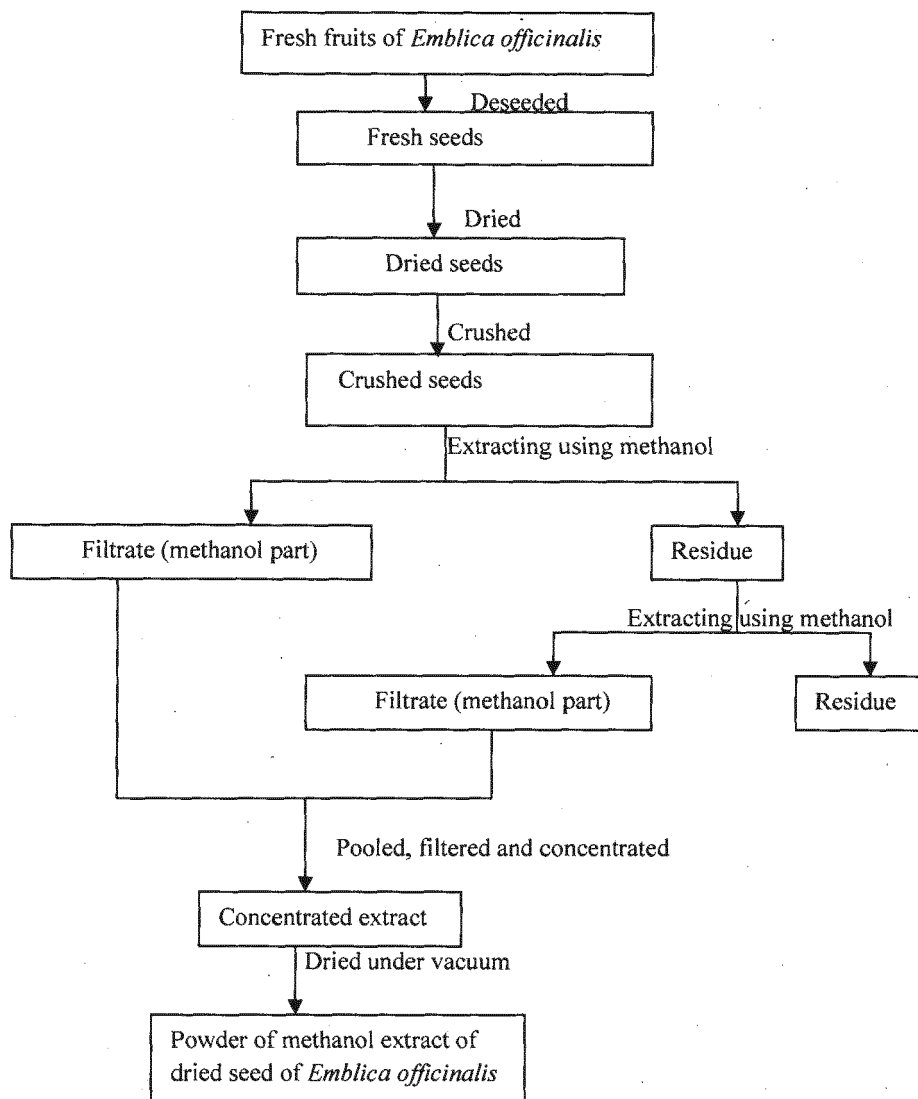 Fresh fruits of Emblica officinalis
Deseeded
Fresh seeds
Dried
Dried seeds
Crushed
Crushed seeds
Extracting using methanol
Filtrate (methanol part)
Residue
Extracting using methanol
Filtrate (methanol part)
Residue
Pooled, filtered and concentrated
Concentrated extract
Dried under vacuum
Powder of methanol extract of
dried seed of Emblica officinalis